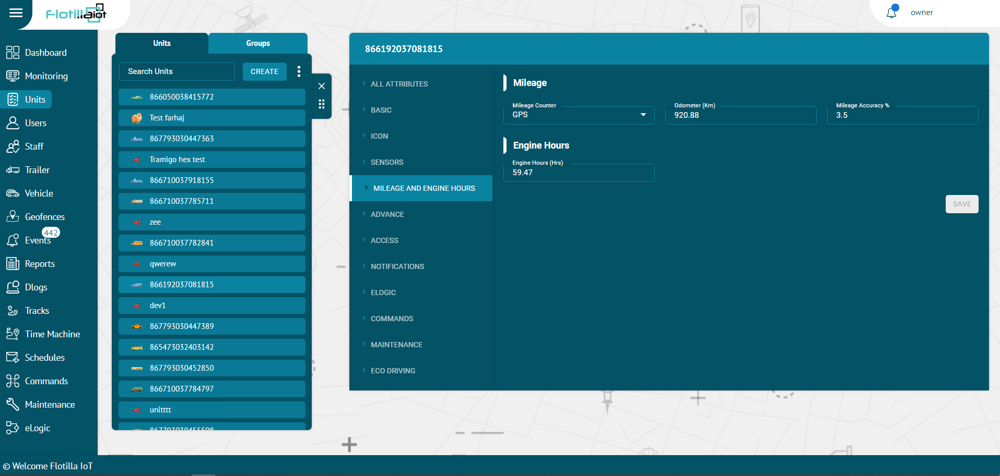 Flotilla iot
owner
Dashboard
Monitoring
Units
Users
Staff
Trailer
Vehicle
Geofences
442
Events
Reports
Dlogs
Tracks
Time Machine
Schedules
Commands
Maintenance
eLogic
Units
Groups
Search Units
CREATE
866050038415772
Test farhaj
867793030447363
Tramigo hex test
866710037918155
866710037785711
zee
866710037782841
qwerew
866192037081815
dev1
867793030447389
865473032403142
867793030452850
866710037784797
unitttt
867793030455598
866192037081815
ALL ATTRIBUTES
BASIC
ICON
SENSORS
MILEAGE AND ENGINE HOURS
ADVANCE
ACCESS
NOTIFICATIONS
ELOGIC
COMMANDS
MAINTENANCE
ECO DRIVING
Mileage
Mileage Counter
GPS
Odometer (Km)
920.88
Mileage Accuracy %
3.5
Engine Hours
Engine Hours (Hrs)
59.47
SAVE
© Welcome Flotilla IoT